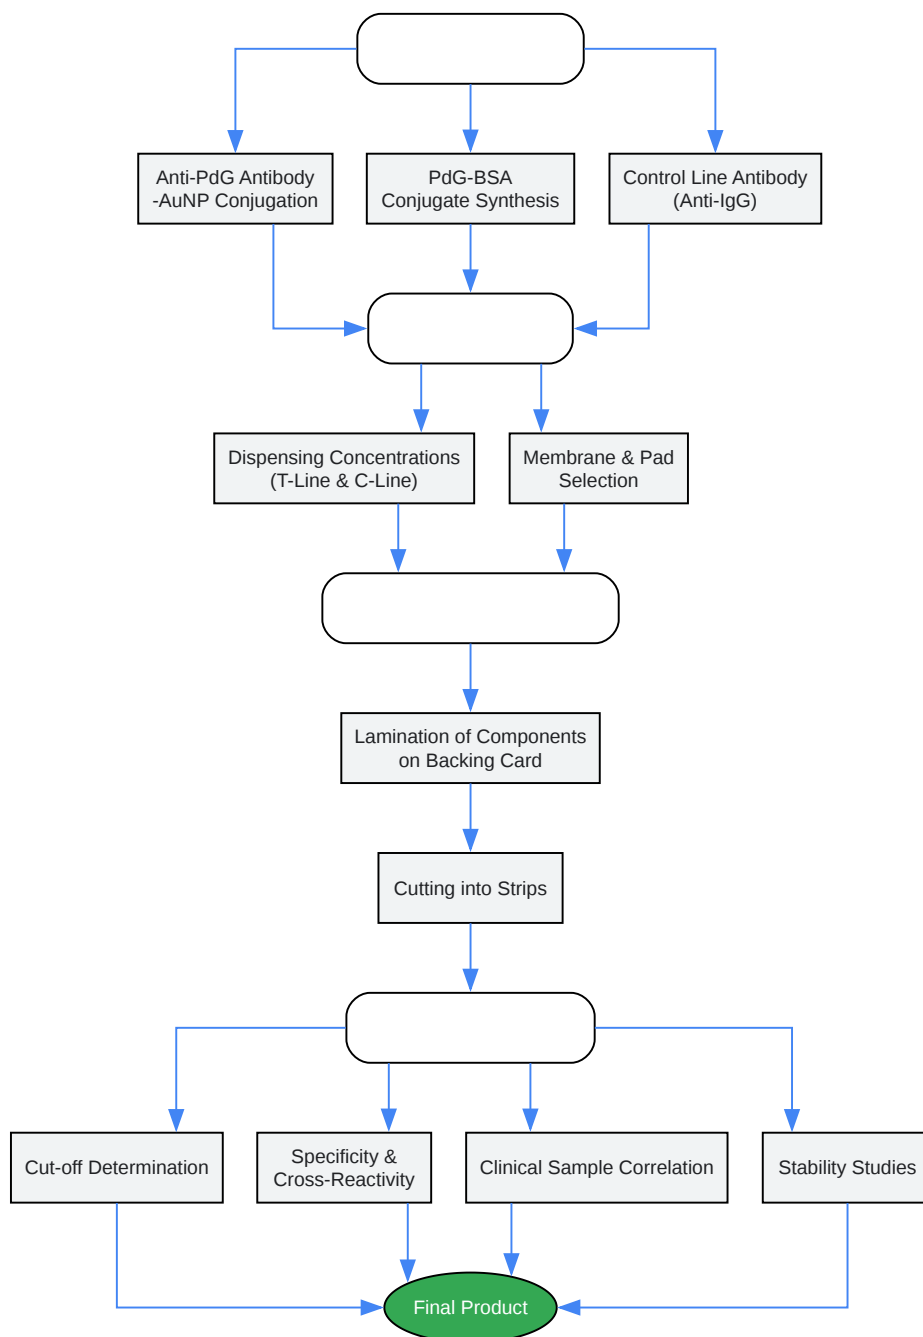 Anti-PdG Antibody
-AuNP Conjugation
PdG-BSA
Conjugate Synthesis
Control Line Antibody
(Anti-IgG)
Dispensing Concentrations
(T-Line & C-Line)
Membrane & Pad
Selection
Lamination of Components
on Backing Card
Cutting into Strips
Cut-off Determination
Specificity &
Cross-Reactivity
Clinical Sample Correlation
Stability Studies
Final Product